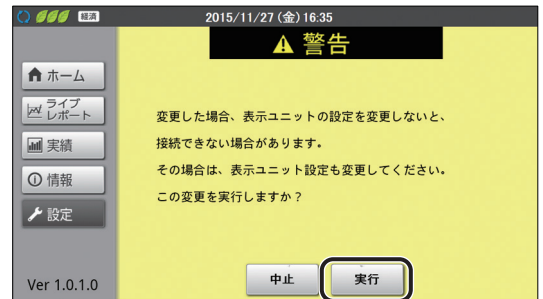 経済
2015/11/27 (金) 16:35
警告
ホーム
ライブ
レポート
実績
情報
設定
変更した場合、表示ユニットの設定を変更しないと、
接続できない場合があります。
その場合は、表示ユニット設定も変更してください。
この変更を実行しますか？
中止
実行
Ver 1.0.1.0